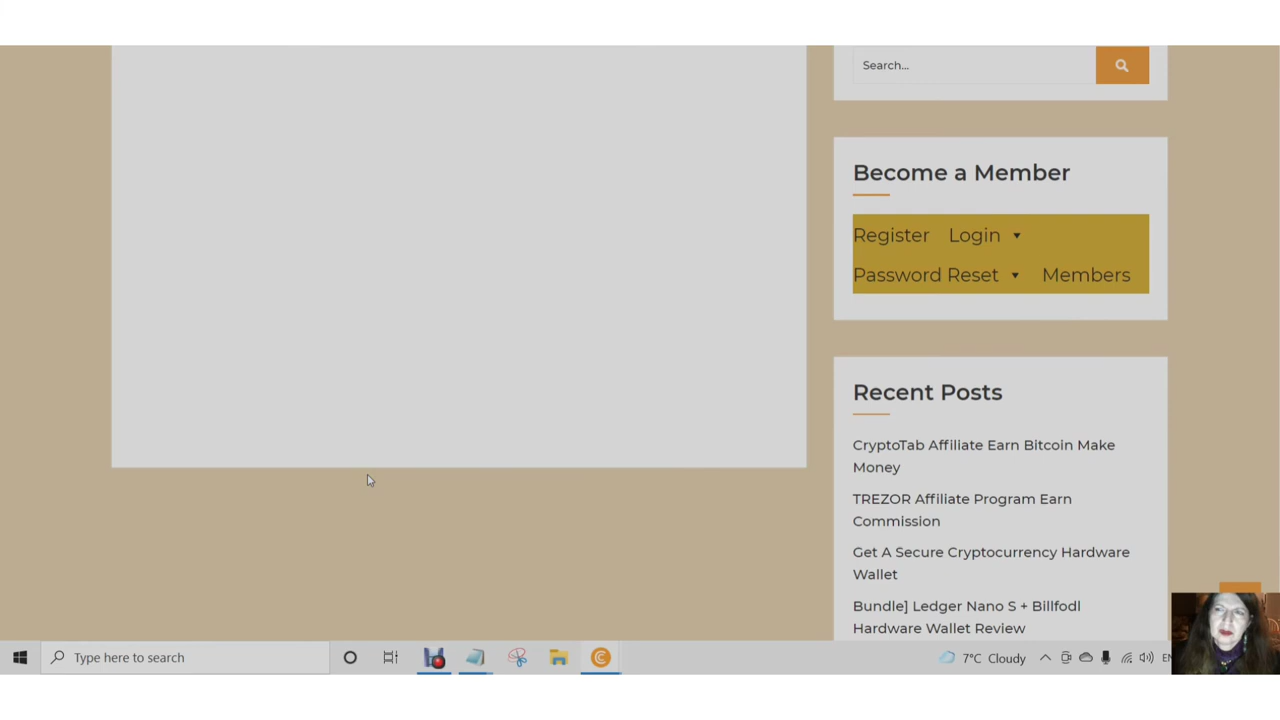 Search...
Become a Member
Register Login
Password Reset Members
Recent Posts
CryptoTab Affiliate Earn Bitcoin Make
Money
TREZOR Affiliate Program Earn
Commission
Get A Secure Cryptocurrency Hardware
Wallet
Bundle] Ledger Nano S + Billfodl
Hardware Wallet Review
Type here to search
7°C Cloudy